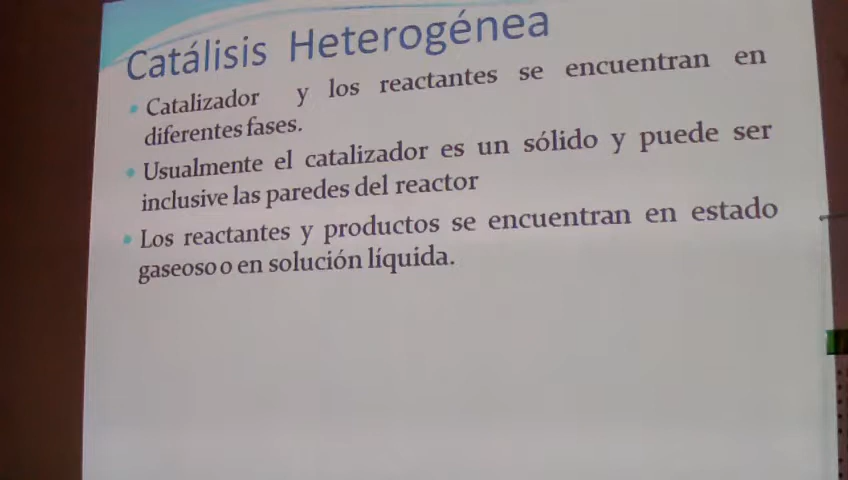 Catálisis Heterogénea
Catalizador y los reactantes se encuentran en
diferentes fases.
Usualmente el catalizador es un sólido y puede ser
inclusive las paredes del reactor
Los reactantes y productos se encuentran en estado
gaseoso o en solución líquida.